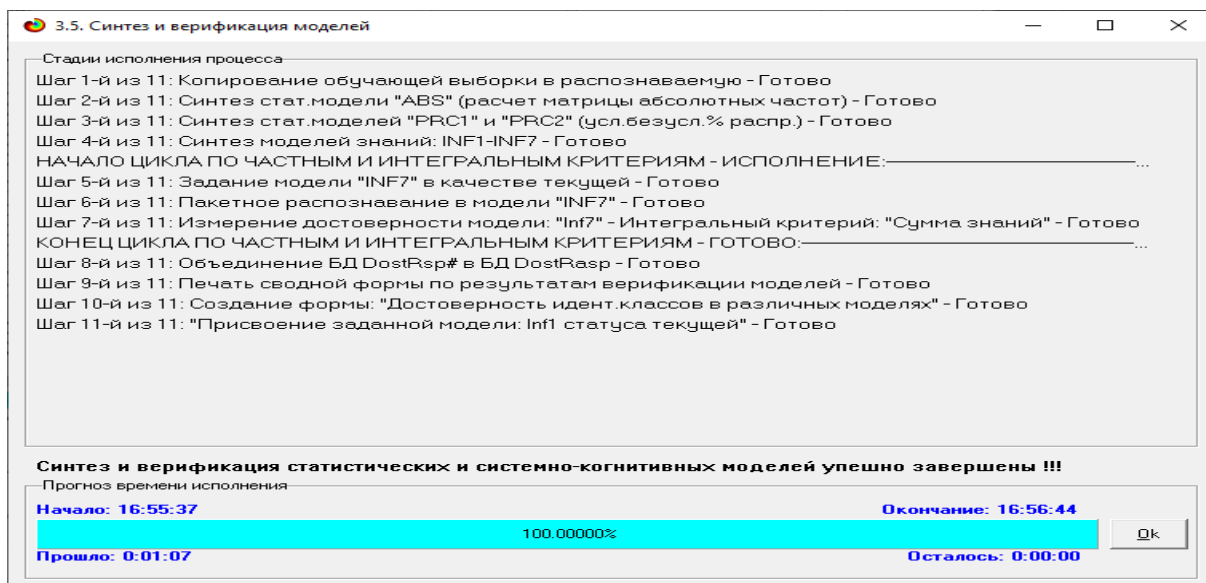 3.5. Синтез и верификация моделей
Стадии исполнения процесса
Шаг 1-й из 11: Копирование обучающей выборки в распознаваемую - Готово
Шаг 2-й из 11: Синтез стат.модели "ABS" (расчет матрицы абсолютных частот) - Готово
Шаг 3-й из 11: Синтез стат.моделей "PRC1" и "PRC2" (усл.безусл.% распр.) - Готово
Шаг 4-й из 11: Синтез моделей знаний: INF1-INF7 - Готово
НАЧАЛО ЦИКЛА ПО ЧАСТНЫМ И ИНТЕГРАЛЬНЫМ КРИТЕРИЯМ - ИСПОЛНЕНИЕ:—...
Шаг 5-й из 11: Задание модели "INF7" в качестве текущей - Готово
Шаг 6-й из 11: Пакетное распознавание в модели "INF7" - Готово
Шаг 7-й из 11: Измерение достоверности модели: "Inf7" - Интегральный критерий: "Сумма знаний" - Готово
КОНЕЦ ЦИКЛА ПО ЧАСТНЫМ И ИНТЕГРАЛЬНЫМ КРИТЕРИЯМ - ГОТОВО:—...
Шаг 8-й из 11: Объединение БД DostRsp# в БД DostRasp - Готово
Шаг 9-й из 11: Печать сводной формы по результатам верификации моделей - Готово
Шаг 10-й из 11: Создание формы: "Достоверность идент.классов в различных моделях" - Готово
Шаг 11-й из 11: "Присвоение заданной модели: Inf1 статуса текущей" - Готово
Синтез и верификация статистических и системно-когнитивных моделей упешно завершены !!!
Прогноз времени исполнения
Начало: 16:55:37 Окончание: 16:56:44
100.00000% Ok
Прошло: 0:01:07 Осталось: 0:00:00